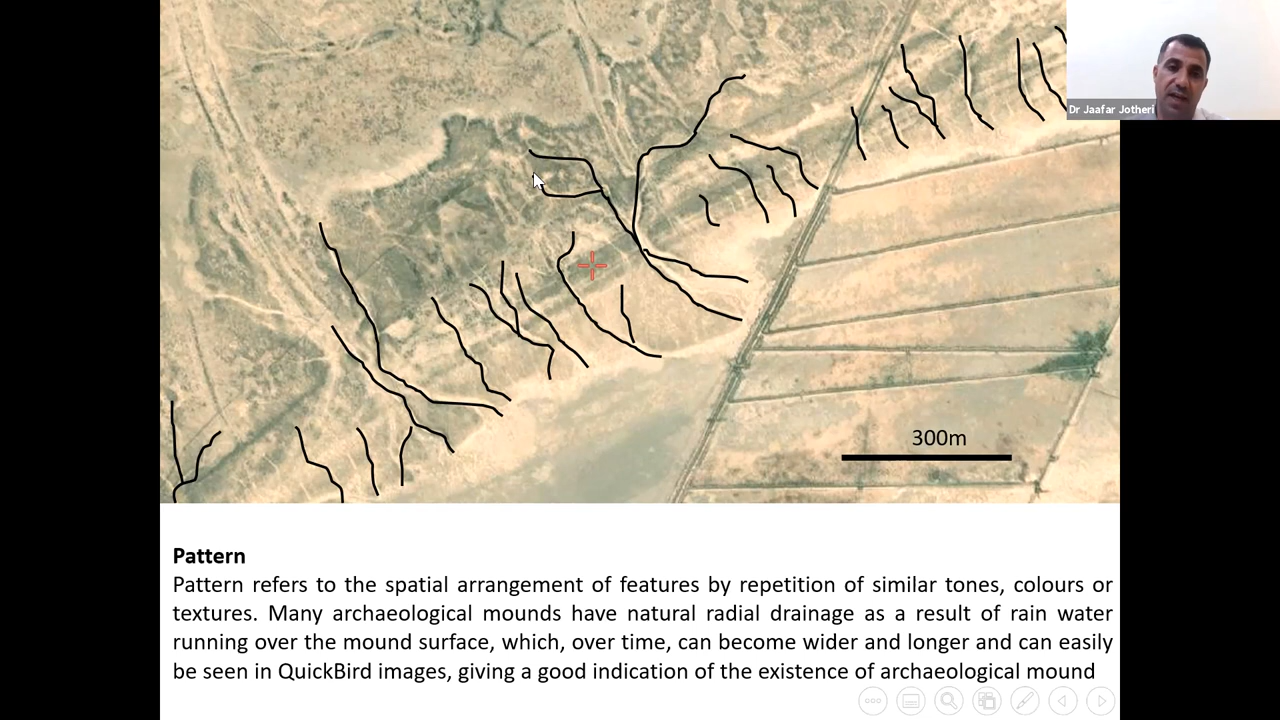 Dr Jaafar Jotheri
300m
Pattern
Pattern refers to the spatial arrangement of features by repetition of similar tones, colours or
textures. Many archaeological mounds have natural radial drainage as a result of rain water
running over the mound surface, which, over time, can become wider and longer and can easily
be seen in QuickBird images, giving a good indication of the existence of archaeological mound